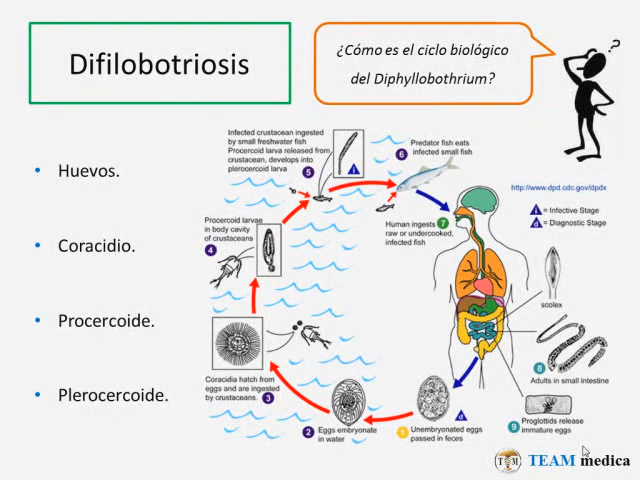 Difilobotriosis
¿Cómo es el ciclo biológico
del Diphyllobothrium?
?
• Huevos.
• Coracidio.
• Procercoide.
• Plerocercoide.
Infected crustacean ingested
by small freshwater fish
Procercoid larva released from
crustacean, develops into
plerocercoid larva
5
i
6
Predator fish eats
infected small fish
http://www.dpd.cdc.gov/dpdx
i = Infective Stage
d = Diagnostic Stage
Procercoid larvae
in body cavity
of crustaceans
4
Human ingests 7
raw or undercooked,
infected fish
scolex
8
Adults in small intestine
Coracidia hatch from
eggs and are ingested
by crustaceans. 3
2 Eggs embryonate
in water
1 Unembryonated eggs
passed in feces
d
9 Proglottids release
immature eggs
TEAM medica